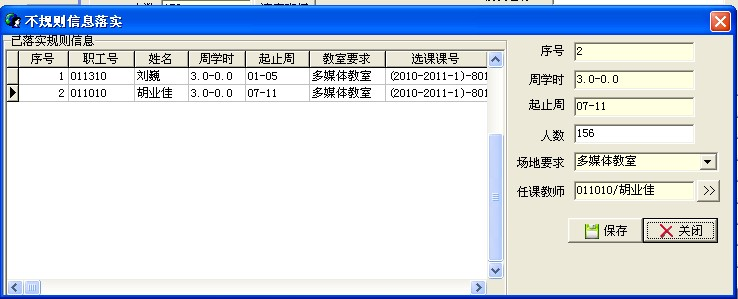 不规则信息落实
已落实规则信息
序号 职工号 姓名 周学时 起止周 教室要求 选课课号
1 011310 刘巍 3.0-0.0 01-05 多媒体教室 (2010-2011-1)-801
2 011010 胡业佳 3.0-0.0 07-11 多媒体教室 (2010-2011-1)-801
序号 2
周学时 3.0-0.0
起止周 07-11
人数 156
场地要求 多媒体教室
任课教师 011010/胡业佳 >>
保存 关闭